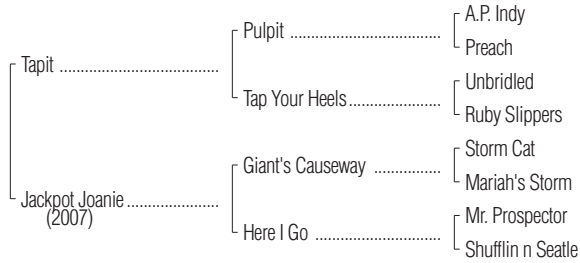 A.P. Indy
Pulpit ..............................
Preach
Tapit ................................
Unbridled
Tap Your Heels....................
Ruby Slippers
Storm Cat
Giant's Causeway ..............
Mariah's Storm
Jackpot Joanie ..................
(2007)
Mr. Prospector
Here I Go .........................
Shufflin n Seatle